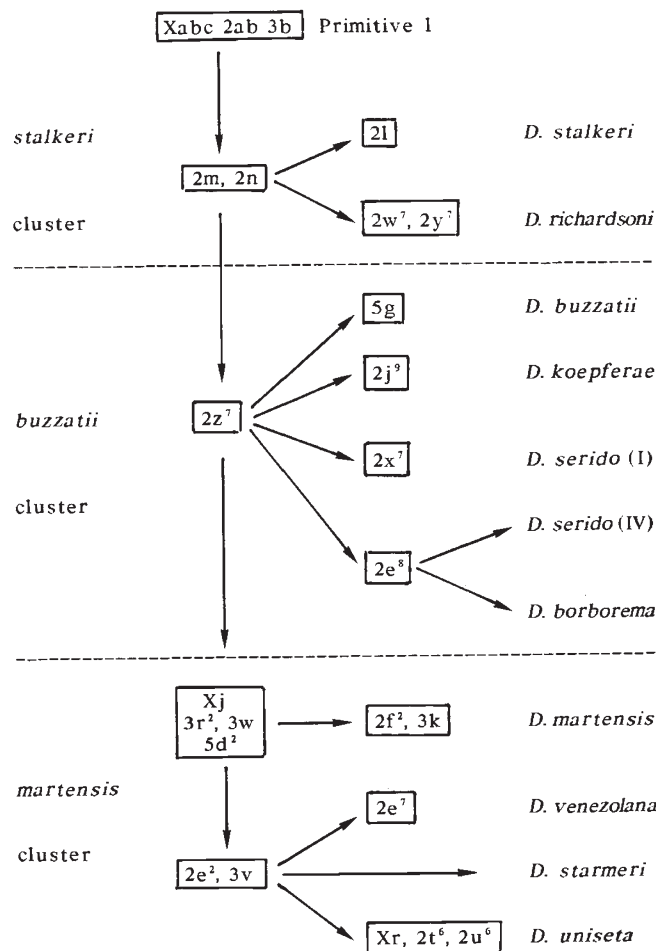 Xabc 2ab 3b Primitive I
stalkeri
2l D. stalkeri
2m, 2n
cluster
2w⁷, 2y⁷ D. richardsoni
5g D. buzzatii
2j⁹ D. koepferae
buzzatii
2z⁷
2x⁷ D. serido (I)
cluster
D. serido (IV)
2e⁸
D. borborema
Xj
3r², 3w
5d²
2f², 3k D. martensis
martensis
2e⁷ D. venezolana
cluster
2e², 3v
D. starmeri
Xr, 2t⁶, 2u⁶ D. uniseta